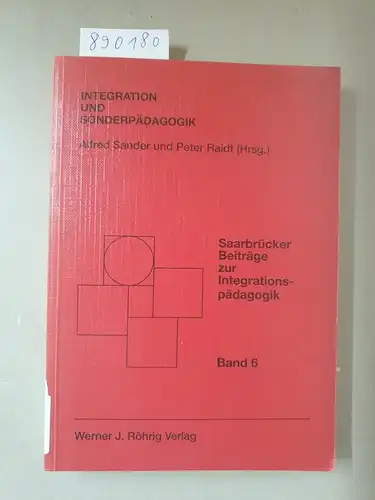 890180
INTEGRATION
UND
SONDERPÄDAGOGIK
Alfred Sander und Peter Raidt (Hrsg.)
Saarbrücker
Beiträge
zur
Integrations-
pädagogik
Band 6
Werner J. Röhrig Verlag